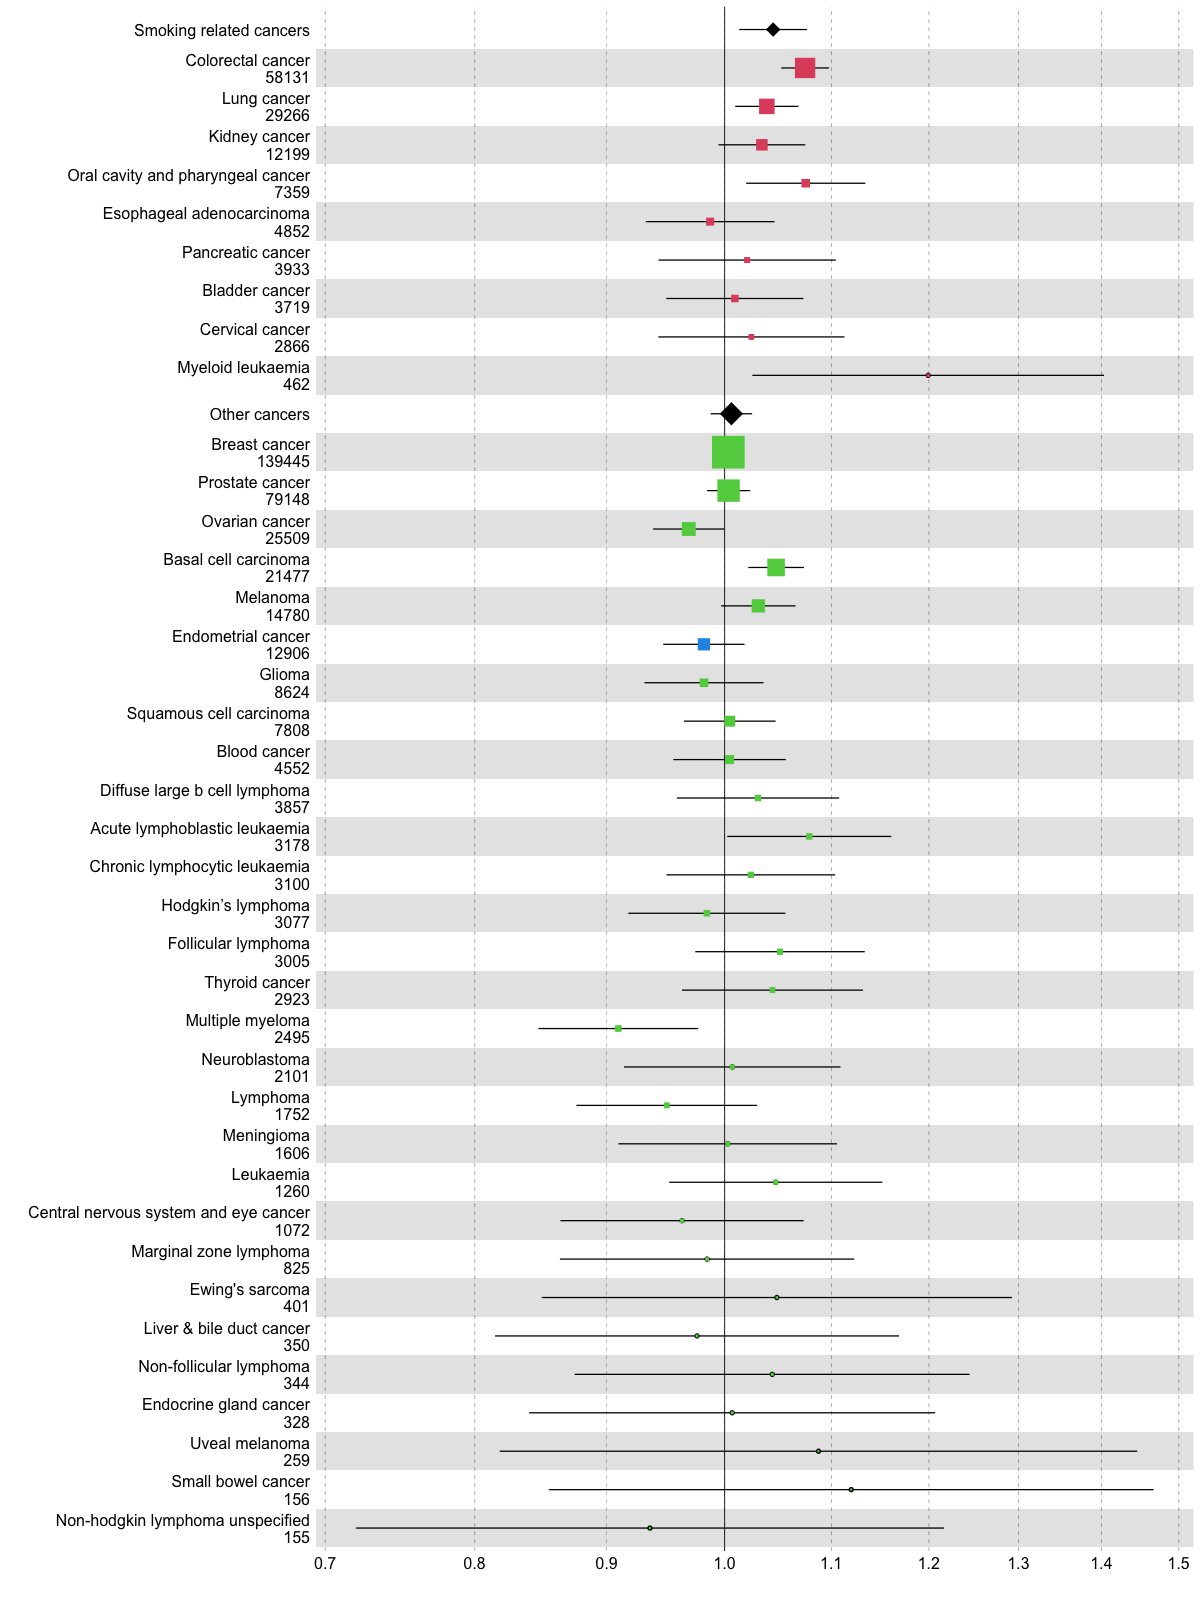 Smoking related cancers
Colorectal cancer
58131
Lung cancer
29266
Kidney cancer
12199
Oral cavity and pharyngeal cancer
7359
Esophageal adenocarcinoma
4852
Pancreatic cancer
3933
Bladder cancer
3719
Cervical cancer
2866
Myeloid leukaemia
462
Other cancers
Breast cancer
139445
Prostate cancer
79148
Ovarian cancer
25509
Basal cell carcinoma
21477
Melanoma
14780
Endometrial cancer
12906
Glioma
8624
Squamous cell carcinoma
7808
Blood cancer
4552
Diffuse large b cell lymphoma
3857
Acute lymphoblastic leukaemia
3178
Chronic lymphocytic leukaemia
3100
Hodgkin’s lymphoma
3077
Follicular lymphoma
3005
Thyroid cancer
2923
Multiple myeloma
2495
Neuroblastoma
2101
Lymphoma
1752
Meningioma
1606
Leukaemia
1260
Central nervous system and eye cancer
1072
Marginal zone lymphoma
825
Ewing's sarcoma
401
Liver & bile duct cancer
350
Non-follicular lymphoma
344
Endocrine gland cancer
328
Uveal melanoma
259
Small bowel cancer
156
Non-hodgkin lymphoma unspecified
155
0.7 0.8 0.9 1.0 1.1 1.2 1.3 1.4 1.5